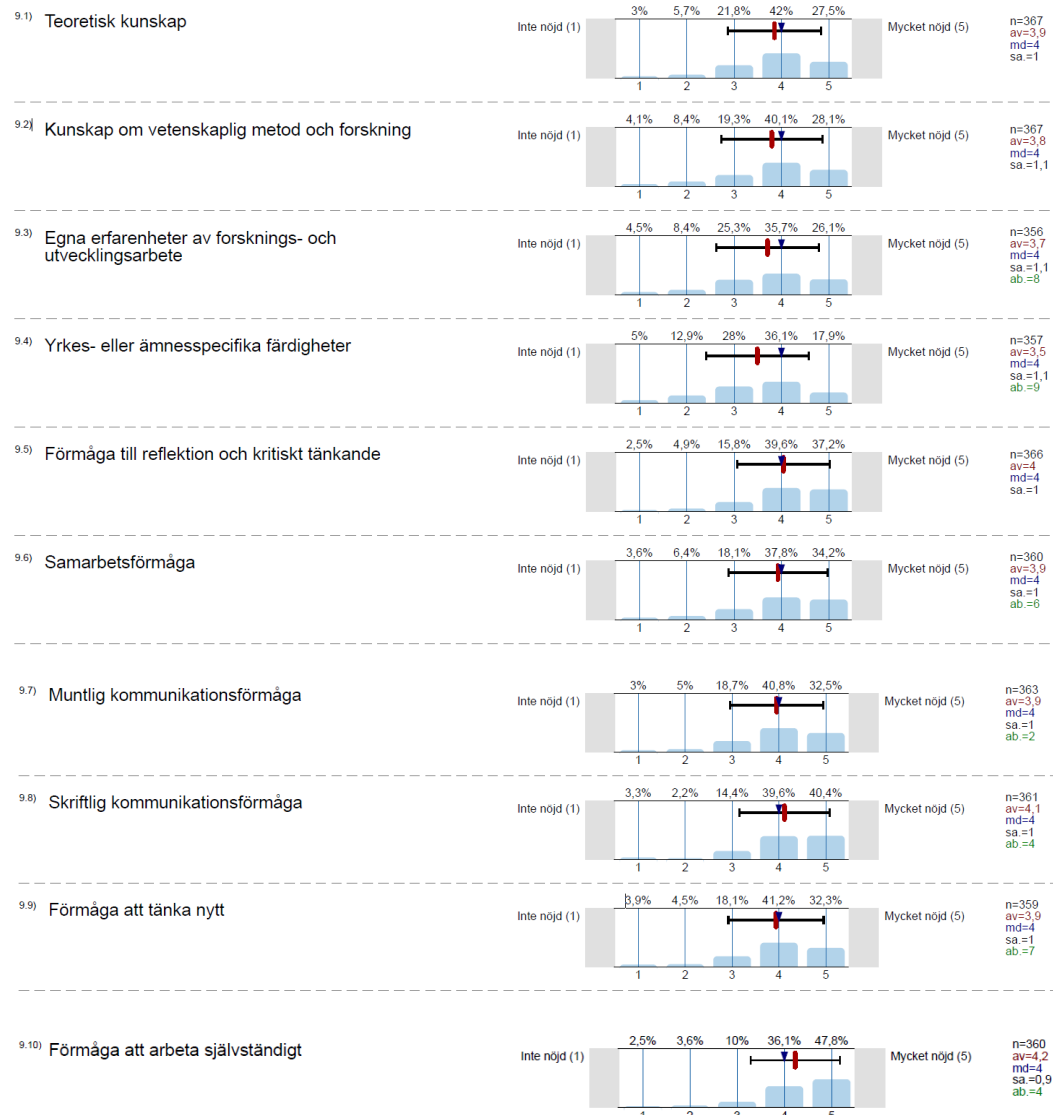 9.1) Teoretisk kunskap
3% 5,7% 21,8% 42% 27,5%
Inte nöjd (1) Mycket nöjd (5)
1 2 3 4 5
n=367
av=3,9
md=4
sa.=1
9.2) Kunskap om vetenskaplig metod och forskning
4,1% 8,4% 19,3% 40,1% 28,1%
Inte nöjd (1) Mycket nöjd (5)
1 2 3 4 5
n=367
av=3,8
md=4
sa.=1,1
9.3) Egna erfarenheter av forsknings- och
utvecklingsarbete
4,5% 8,4% 25,3% 35,7% 26,1%
Inte nöjd (1) Mycket nöjd (5)
1 2 3 4 5
n=356
av=3,7
md=4
sa.=1,1
ab.=8
9.4) Yrkes- eller ämnesspecifika färdigheter
5% 12,9% 28% 36,1% 17,9%
Inte nöjd (1) Mycket nöjd (5)
1 2 3 4 5
n=357
av=3,5
md=4
sa.=1,1
ab.=9
9.5) Förmåga till reflektion och kritiskt tänkande
2,5% 4,9% 15,8% 39,6% 37,2%
Inte nöjd (1) Mycket nöjd (5)
1 2 3 4 5
n=366
av=4
md=4
sa.=1
9.6) Samarbetsförmåga
3,6% 6,4% 18,1% 37,8% 34,2%
Inte nöjd (1) Mycket nöjd (5)
1 2 3 4 5
n=360
av=3,9
md=4
sa.=1
ab.=6
9.7) Muntlig kommunikationsförmåga
3% 5% 18,7% 40,8% 32,5%
Inte nöjd (1) Mycket nöjd (5)
1 2 3 4 5
n=363
av=3,9
md=4
sa.=1
ab.=2
9.8) Skriftlig kommunikationsförmåga
3,3% 2,2% 14,4% 39,6% 40,4%
Inte nöjd (1) Mycket nöjd (5)
1 2 3 4 5
n=361
av=4,1
md=4
sa.=1
ab.=4
9.9) Förmåga att tänka nytt
3,9% 4,5% 18,1% 41,2% 32,3%
Inte nöjd (1) Mycket nöjd (5)
1 2 3 4 5
n=359
av=3,9
md=4
sa.=1
ab.=7
9.10) Förmåga att arbeta självständigt
2,5% 3,6% 10% 36,1% 47,8%
Inte nöjd (1) Mycket nöjd (5)
1 2 3 4 5
n=360
av=4,2
md=4
sa.=0,9
ab.=4